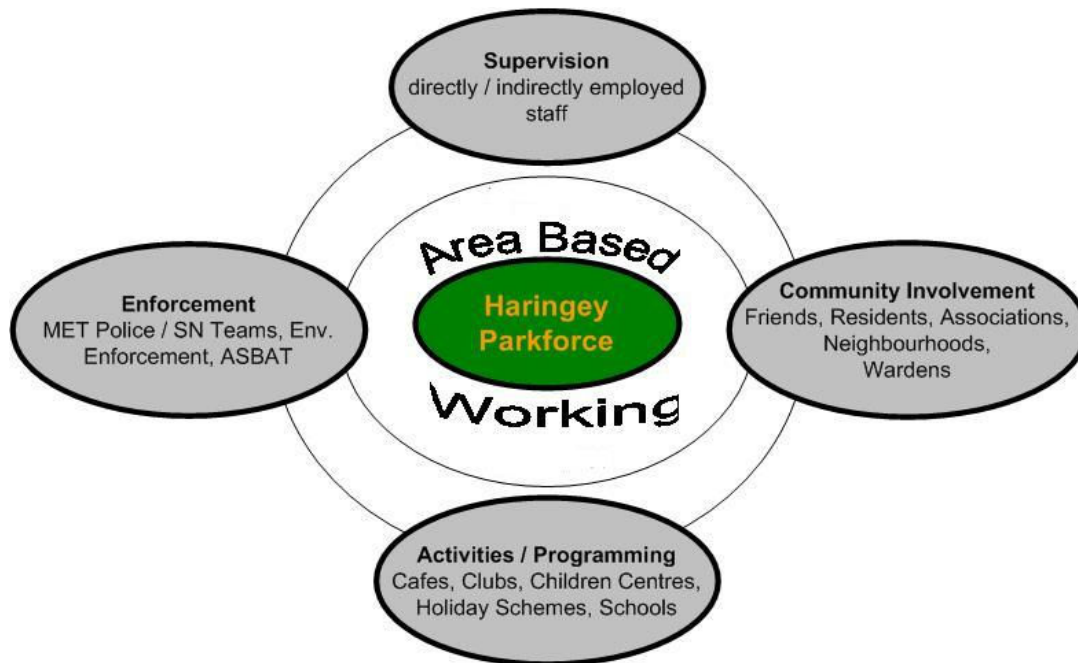 Supervision
directly / indirectly employed
staff
Area Based
Haringey
Parkforce
Working
Enforcement
MET Police / SN Teams, Env.
Enforcement, ASBAT
Community Involvement
Friends, Residents, Associations,
Neighbourhoods,
Wardens
Activities / Programming
Cafes, Clubs, Children Centres,
Holiday Schemes, Schools